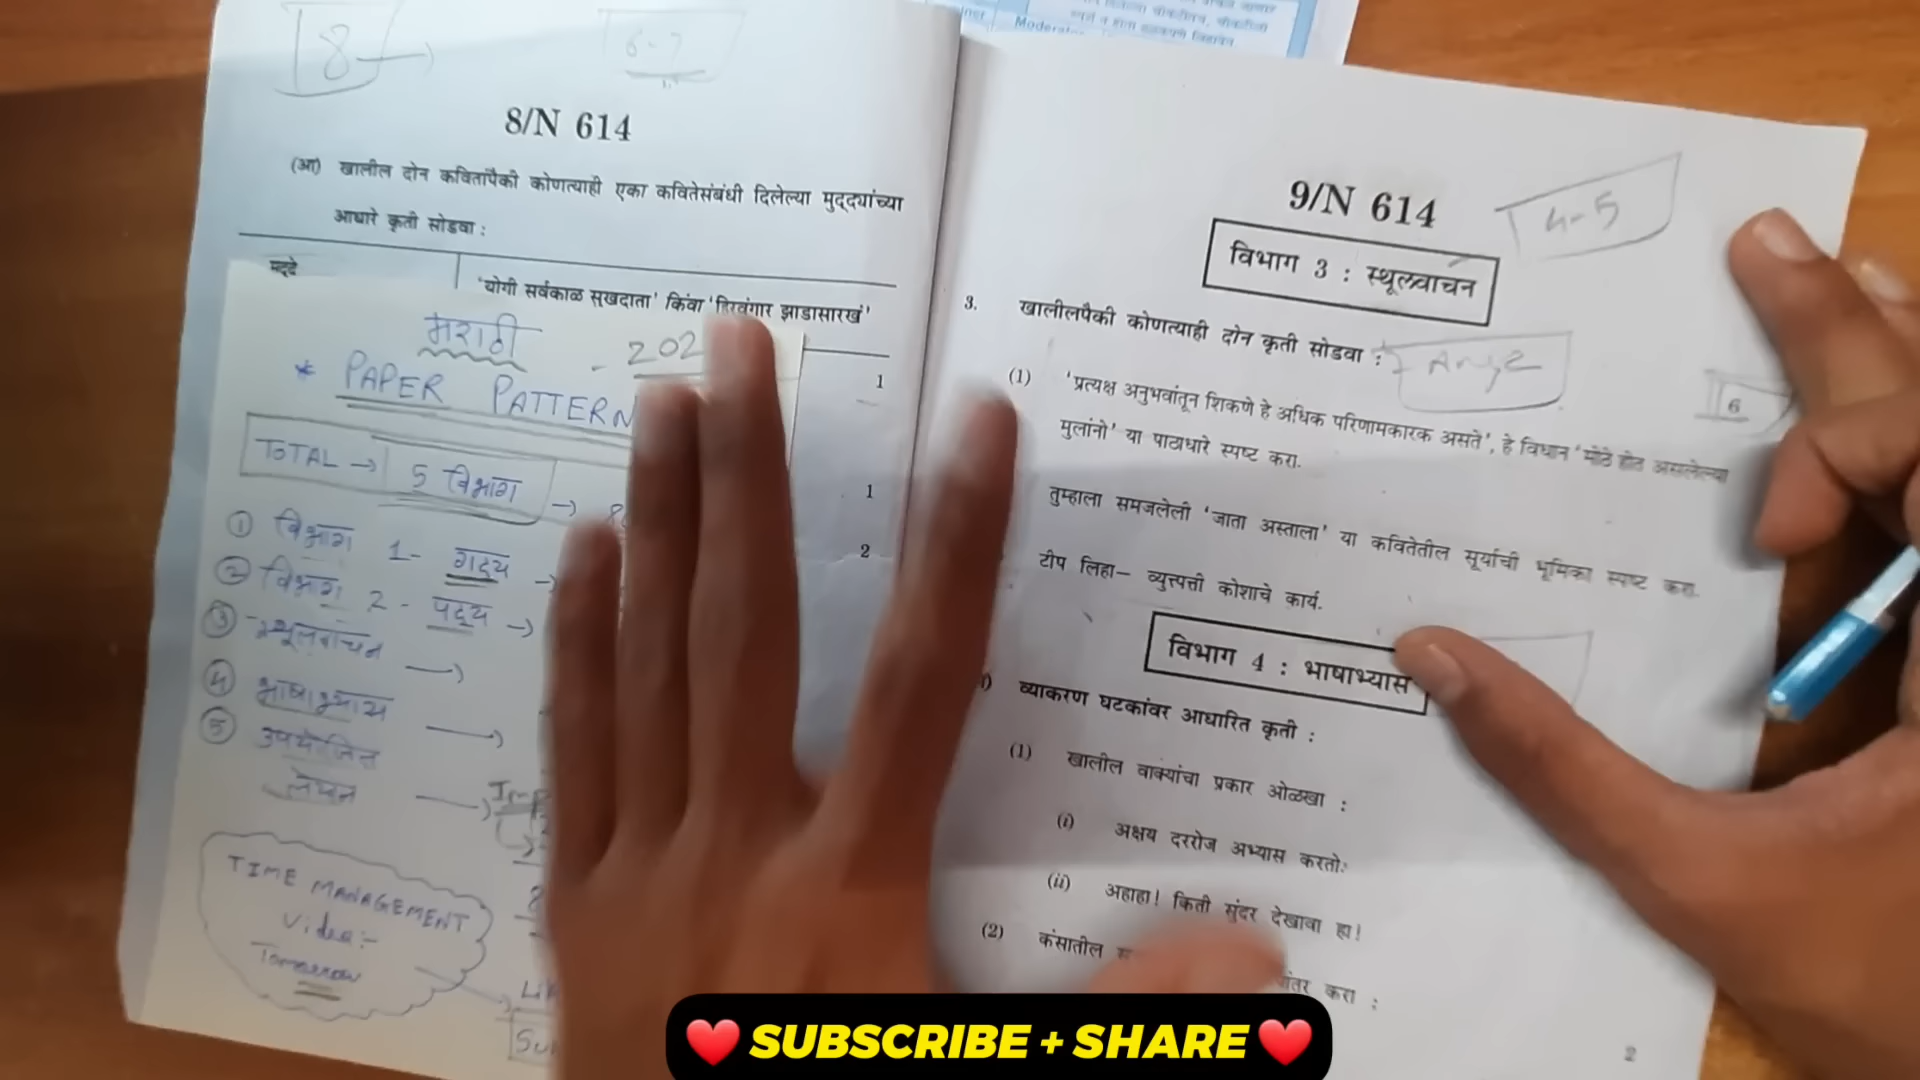 8
6-7
8/N 614
(आ) खालील दोन कवितांपैकी कोणत्याही एका कवितेसंबंधी दिलेल्या मुद्द्यांच्या
आधारे कृती सोडवा :
मुद्दे
'योगी सर्वकाळ सुखदाता' किंवा 'हिरवंगार झाडासारखं'
1
1
2
मराठी - 202
* PAPER PATTERN
TOTAL → 5 विभाग →
① विभाग 1- गद्य →
② विभाग 2 - पद्य →
③ स्थूलवाचन →
④ भाषाभ्यास →
⑤ उपयोजित
लेखन →
TIME MANAGEMENT
Video:-
Tomorrow
9/N 614
4-5
विभाग 3 : स्थूलवाचन
3. खालीलपैकी कोणत्याही दोन कृती सोडवा :
Any 2
6
(1) 'प्रत्यक्ष अनुभवांतून शिकणे हे अधिक परिणामकारक असते', हे विधान 'मोठे होत असलेल्या
मुलांनो' या पाठाधारे स्पष्ट करा.
तुम्हाला समजलेली 'जाता अस्ताला' या कवितेतील सूर्याची भूमिका स्पष्ट करा.
टीप लिहा— व्युत्पत्ती कोशाचे कार्य.
विभाग 4 : भाषाभ्यास
व्याकरण घटकांवर आधारित कृती :
(1) खालील वाक्यांचा प्रकार ओळखा :
(i) अक्षय दररोज अभ्यास करतो.
(ii) अहाहा! किती सुंदर देखावा हा!
(2) कंसातील करा :
2
❤️ SUBSCRIBE + SHARE ❤️